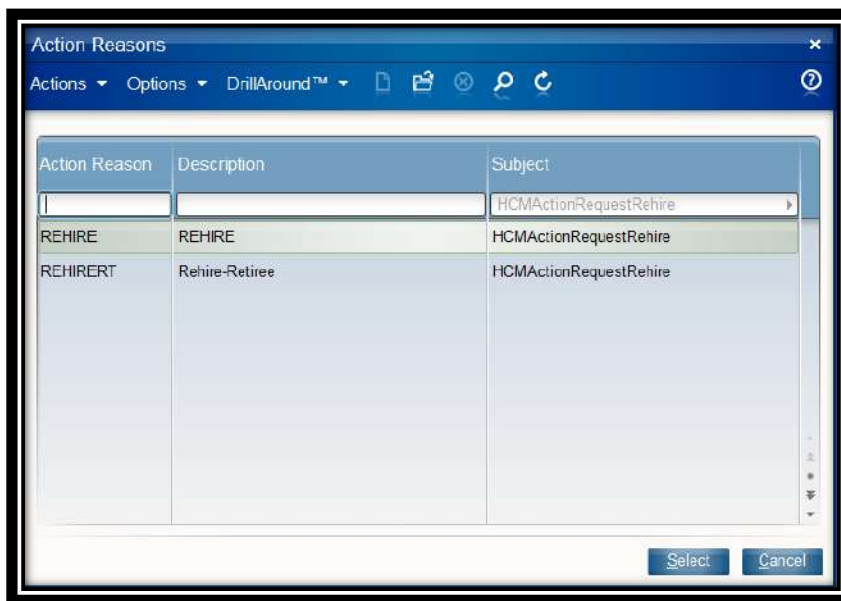 Action Reasons
Actions Options DrillAround™
Action Reason Description Subject
HCMActionRequestRehire
REHIRE REHIRE HCMActionRequestRehire
REHIRERT Rehire-Retiree HCMActionRequestRehire
Select Cancel